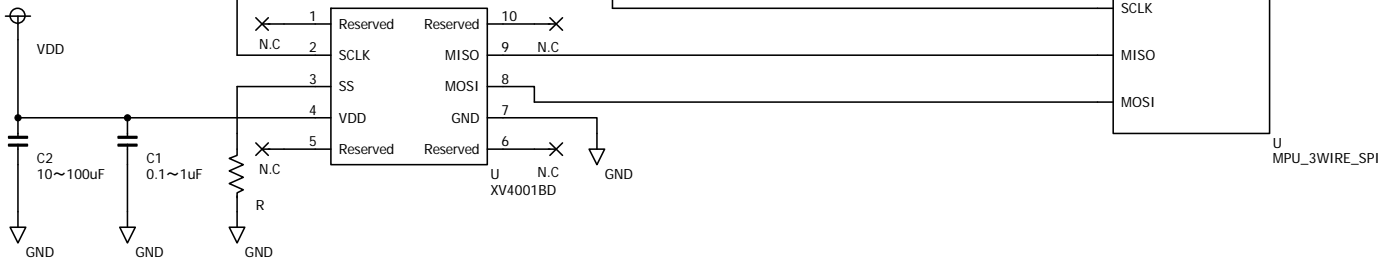 SCLK
1
Reserved
Reserved
10
N.C
N.C
VDD
2
SCLK
MISO
9
MISO
3
SS
MOSI
8
MOSI
4
VDD
GND
7
5
Reserved
Reserved
6
N.C
N.C
C2
10～100uF
C1
0.1～1uF
R
GND
U
XV4001BD
U
MPU_3WIRE_SPI
GND
GND
GND